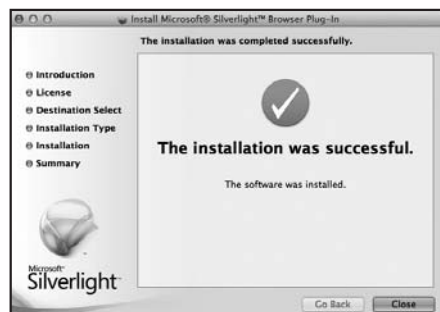 Install Microsoft® Silverlight™ Browser Plug-In
The installation was completed successfully.
Introduction
License
Destination Select
Installation Type
Installation
Summary
The installation was successful.
The software was installed.
Microsoft®
Silverlight™
Go Back
Close